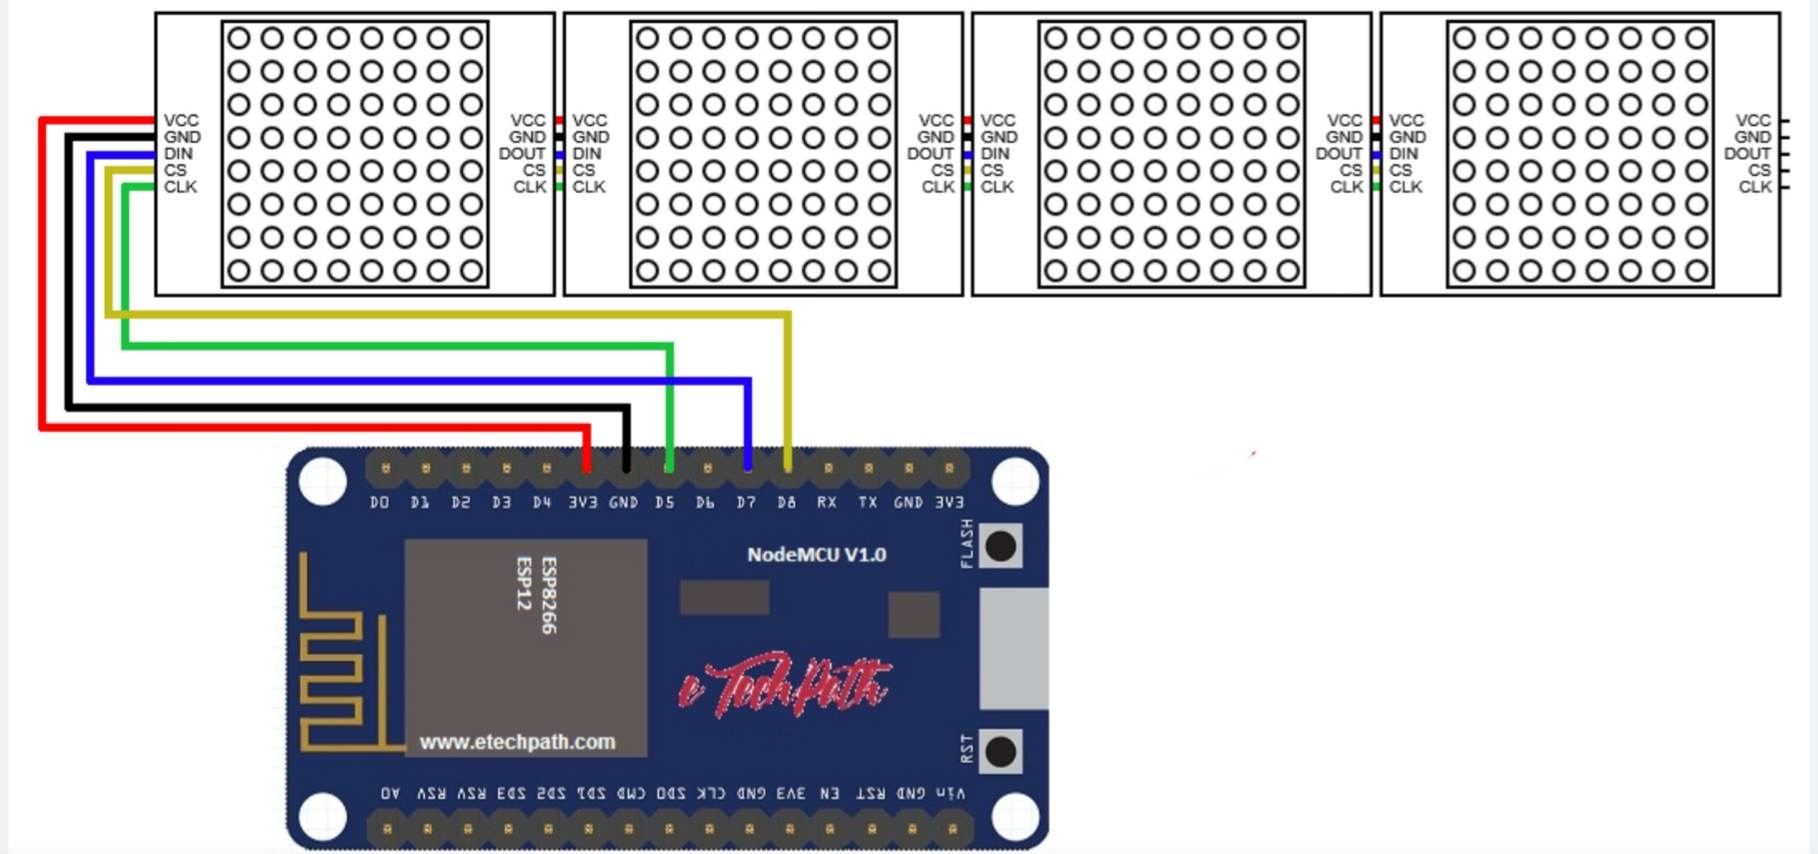 VCC VCC VCC VCC VCC VCC VCC VCC
GND GND GND GND GND GND GND GND
DIN DOUT DIN DOUT DIN DOUT DIN DOUT
CS CS CS CS CS CS CS CS
CLK CLK CLK CLK CLK CLK CLK CLK
D0 D1 D2 D3 D4 3V3 GND D5 D6 D7 D8 RX TX GND 3V3
FLASH
NodeMCU V1.0
ESP8266
ESP12
e TechPath
www.etechpath.com
RST
A0 RSV RSV SD3 SD2 SD1 CMD SD0 CLK GND 3V3 EN RST GND Vin